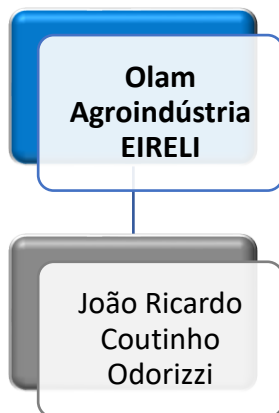 Olam
Agroindústria
EIRELI
João Ricardo
Coutinho
Odorizzi